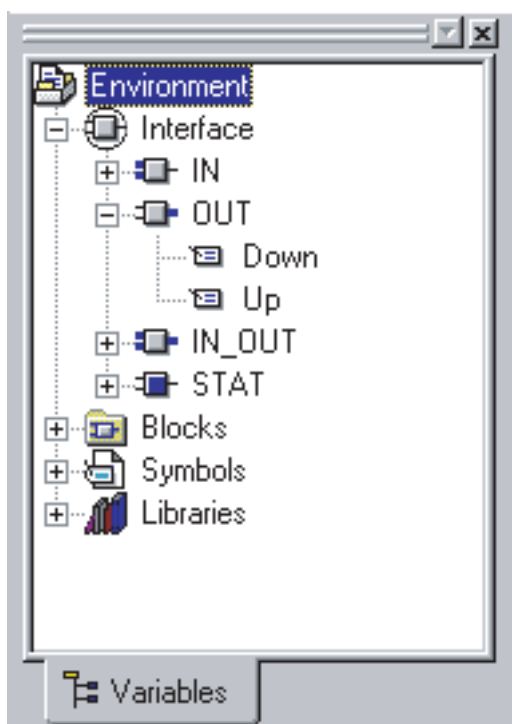 Environment
Interface
IN
OUT
Down
Up
IN_OUT
STAT
Blocks
Symbols
Libraries
Variables